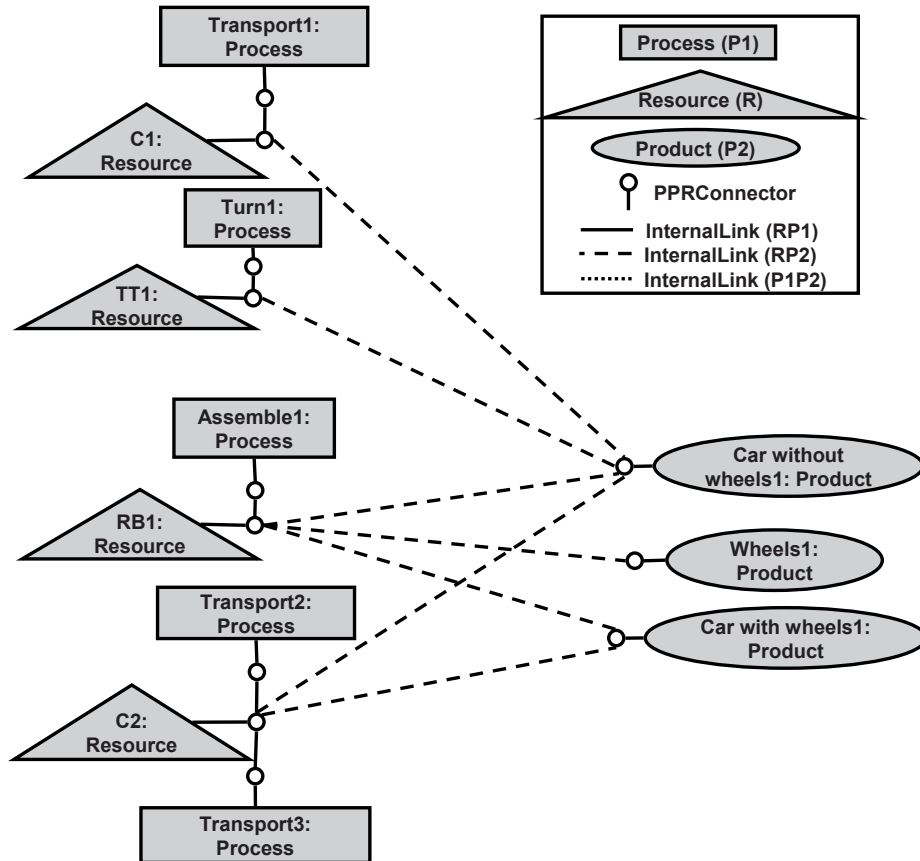 Transport1:
Process
C1:
Resource
Turn1:
Process
TT1:
Resource
Assemble1:
Process
RB1:
Resource
Transport2:
Process
C2:
Resource
Transport3:
Process
Process (P1)
Resource (R)
Product (P2)
PPRConnector
InternalLink (RP1)
InternalLink (RP2)
InternalLink (P1P2)
Car without
wheels1: Product
Wheels1:
Product
Car with wheels1:
Product